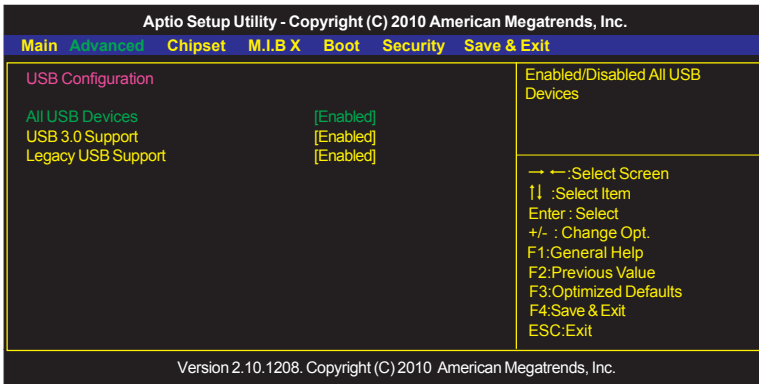 Aptio Setup Utility - Copyright (C) 2010 American Megatrends, Inc.
Main Advanced Chipset M.I.B X Boot Security Save & Exit
USB Configuration
All USB Devices [Enabled]
USB 3.0 Support [Enabled]
Legacy USB Support [Enabled]
Enabled/Disabled All USB
Devices
→ ←:Select Screen
↑↓ :Select Item
Enter : Select
+/- : Change Opt.
F1:General Help
F2:Previous Value
F3:Optimized Defaults
F4:Save & Exit
ESC:Exit
Version 2.10.1208. Copyright (C) 2010 American Megatrends, Inc.